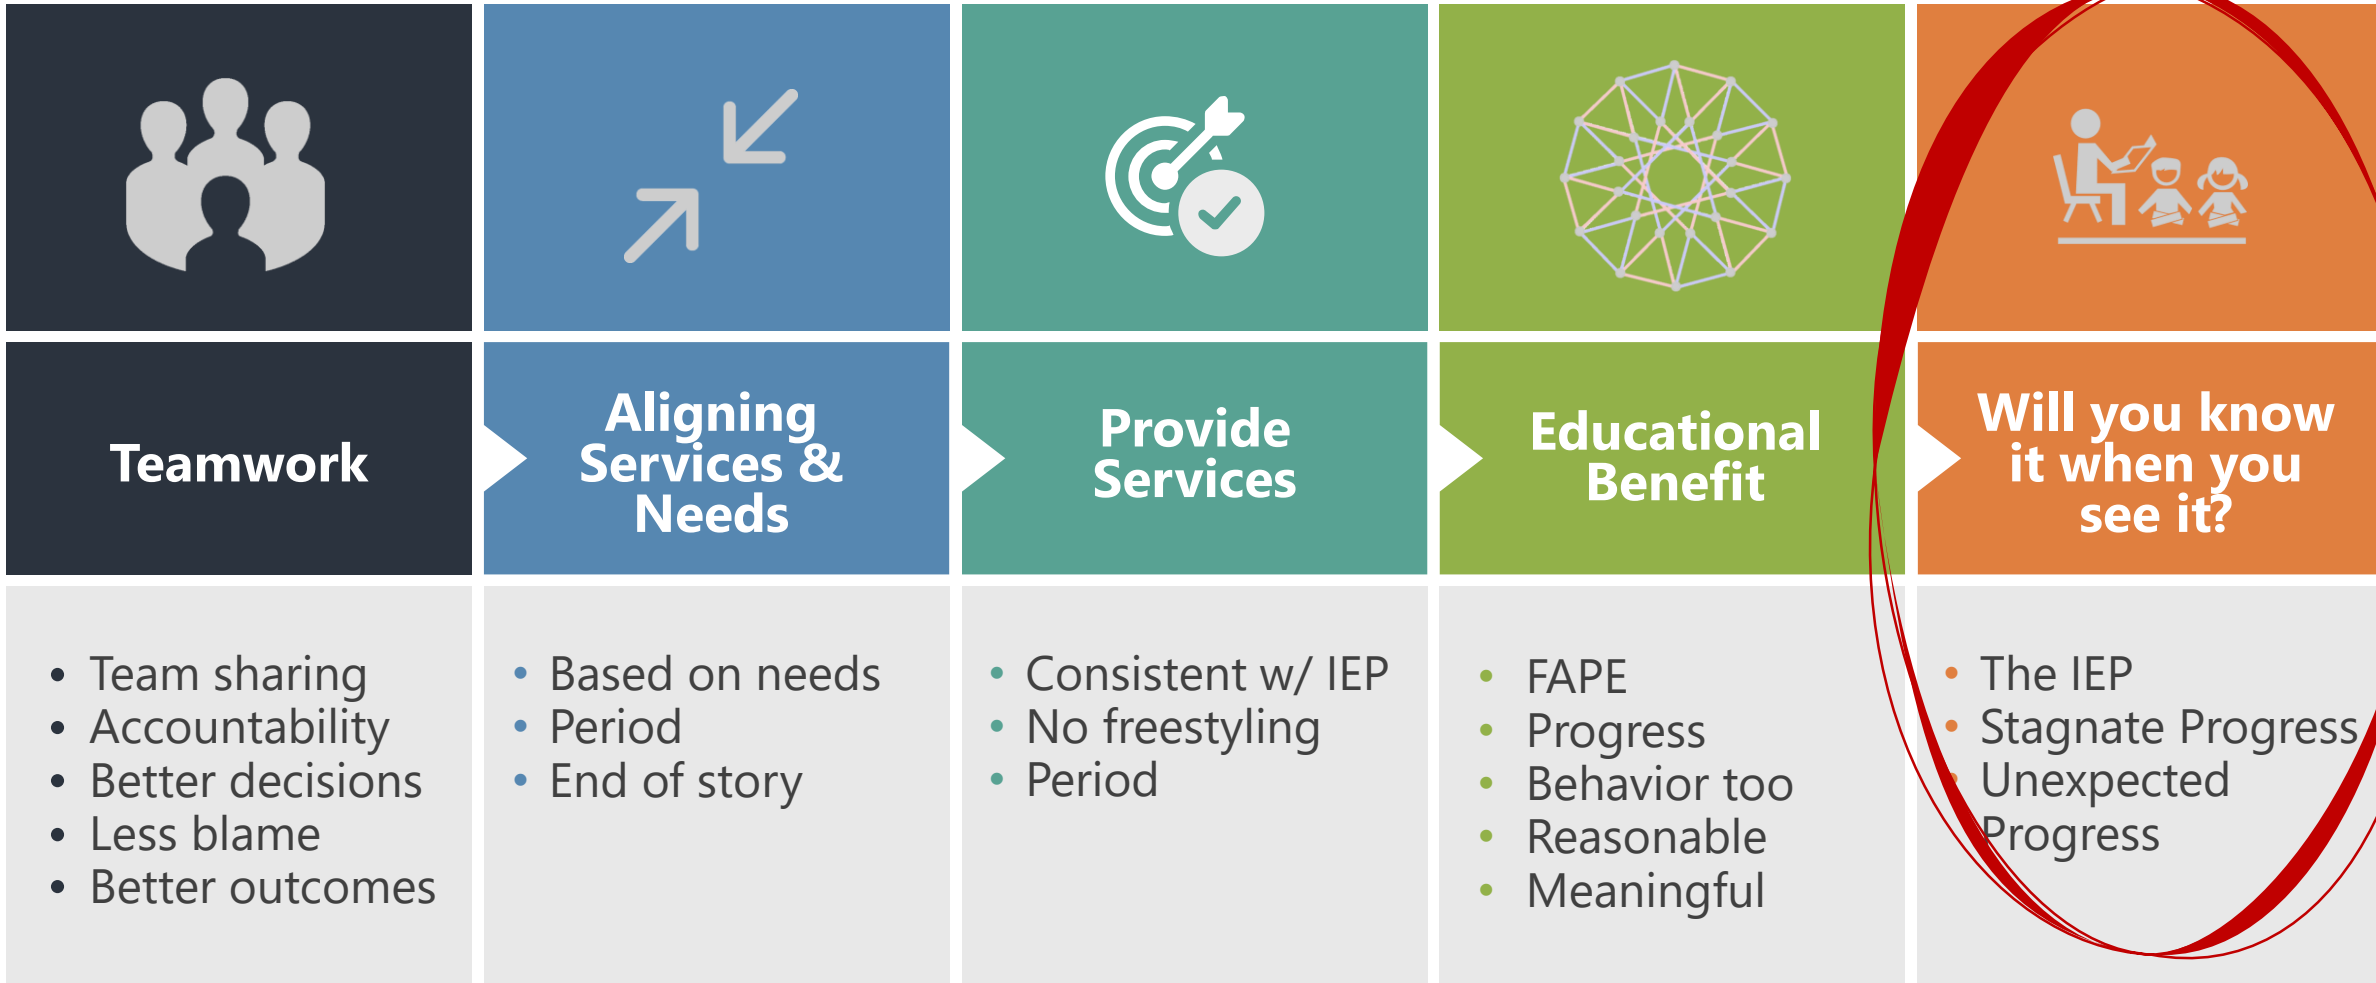 Teamwork
Aligning
Services &
Needs
Provide
Services
Educational
Benefit
Will you know
it when you
see it?
• Team sharing
• Accountability
• Better decisions
• Less blame
• Better outcomes
• Based on needs
• Period
• End of story
• Consistent w/ IEP
• No freestyling
• Period
• FAPE
• Progress
• Behavior too
• Reasonable
• Meaningful
• The IEP
• Stagnate Progress
• Unexpected
Progress